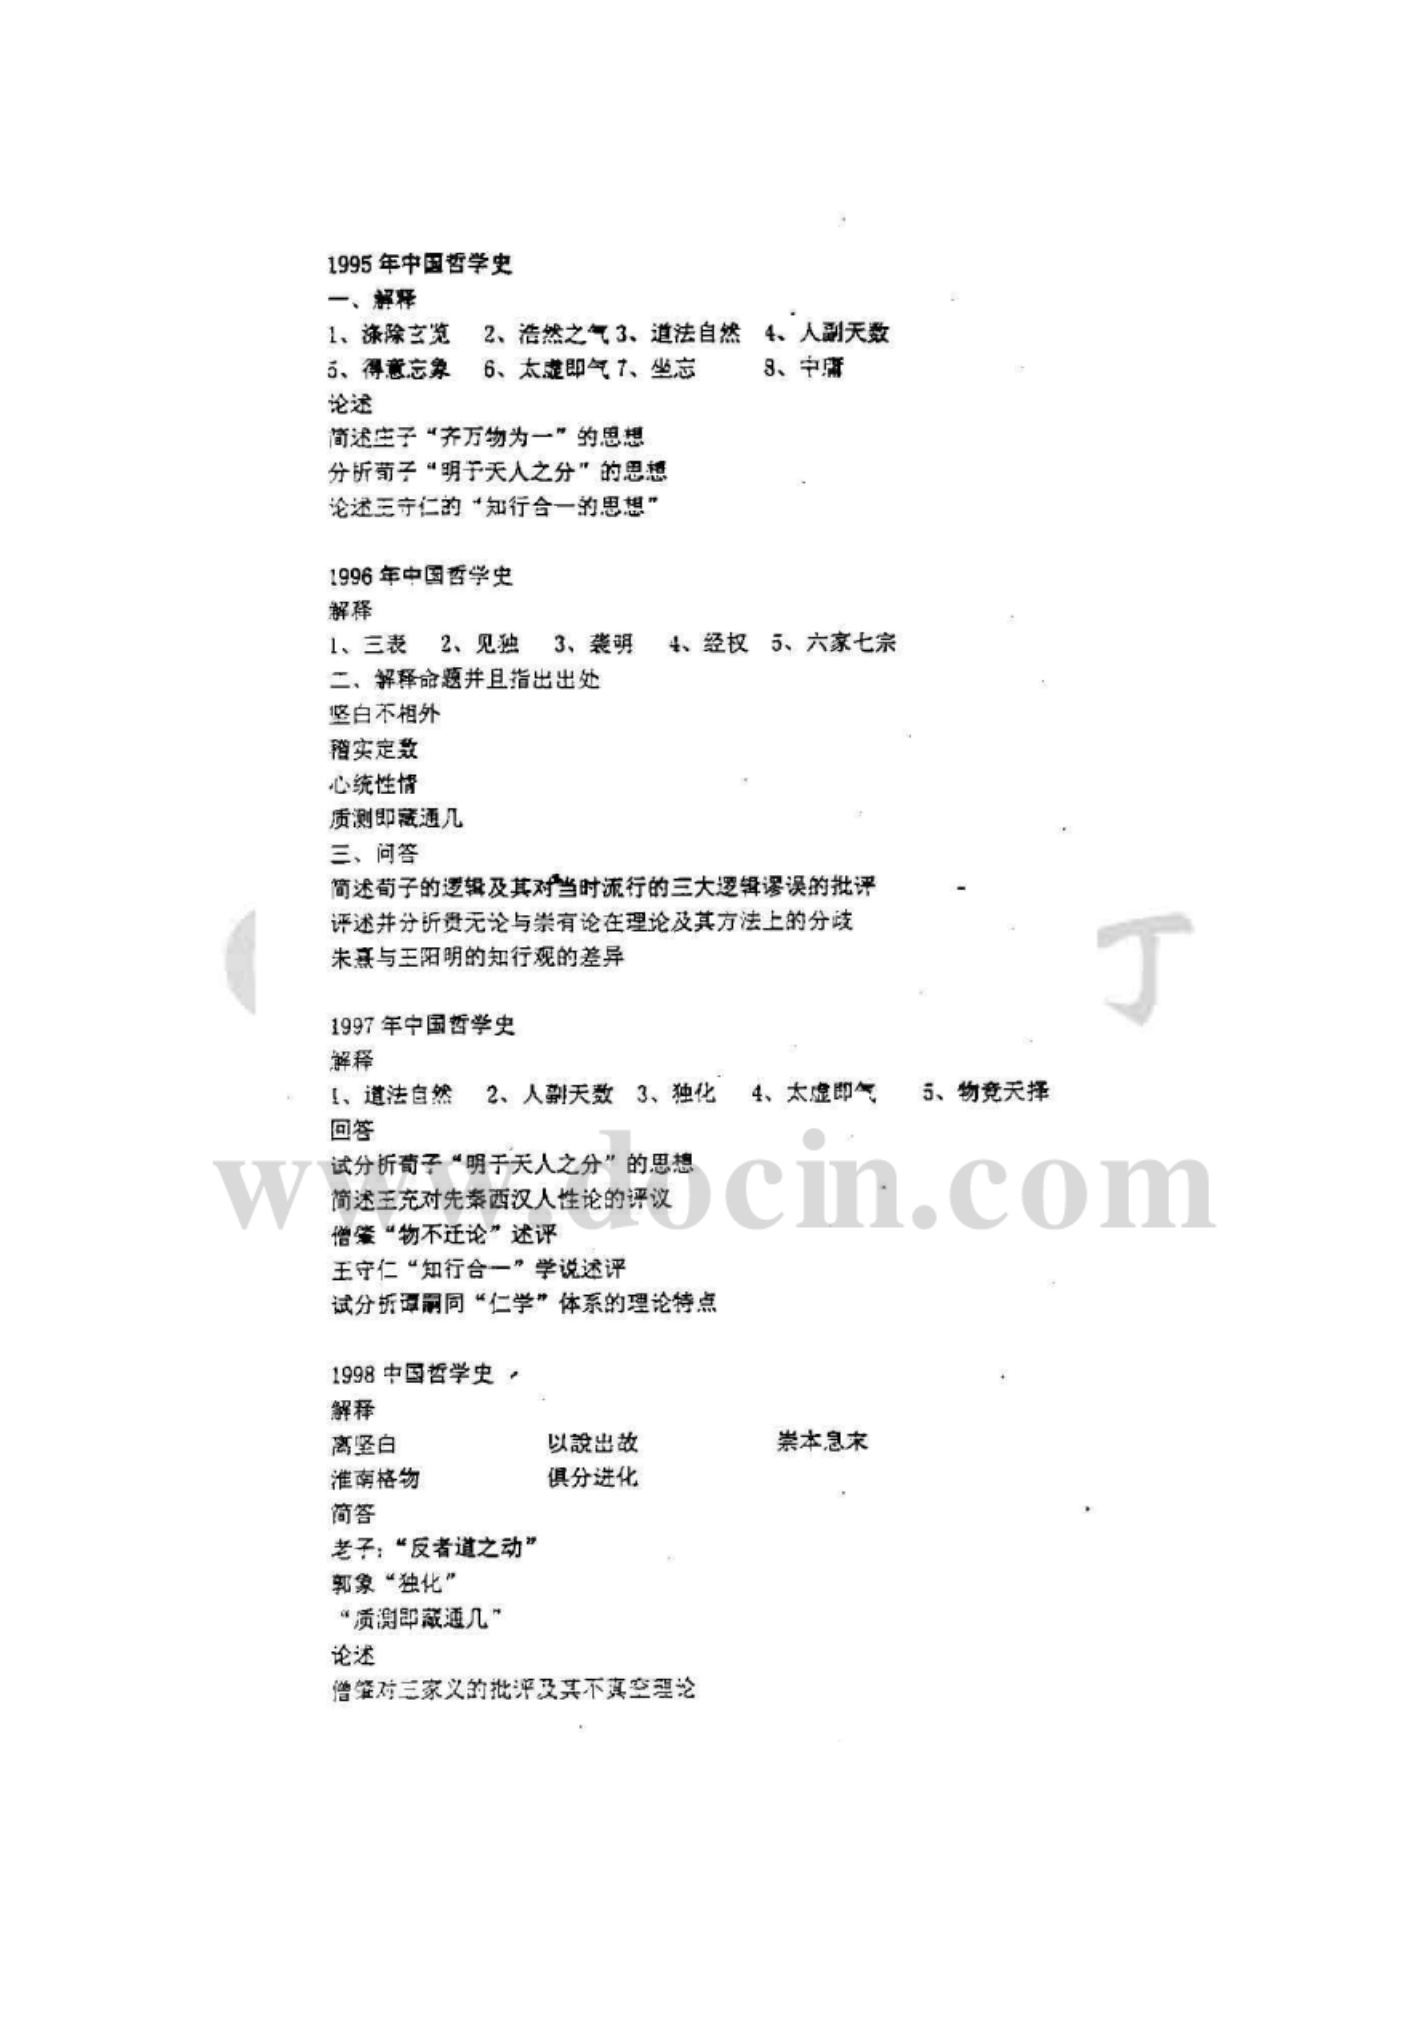 1995年中国哲学史
一、解释
1、涤除玄览 2、浩然之气 3、道法自然 4、人副天数
5、得意忘象 6、太虚即气 7、坐忘 8、中庸
论述
简述庄子“齐万物为一”的思想
分析荀子“明于天人之分”的思想
论述王守仁的“知行合一的思想”
1996年中国哲学史
解释
1、三表 2、见独 3、袭明 4、经权 5、六家七宗
二、解释命题并且指出出处
坚白不相外
稽实定数
心统性情
质测即藏通几
三、问答
简述荀子的逻辑及其对当时流行的三大逻辑谬误的批评
评述并分析贵无论与崇有论在理论及其方法上的分歧
朱熹与王阳明的知行观的差异
丁
1997年中国哲学史
解释
1、道法自然 2、人副天数 3、独化 4、太虚即气 5、物竞天择
回答
试分析荀子“明于天人之分”的思想
简述王充对先秦西汉人性论的评议
www.docin.com
僧肇“物不迁论”述评
王守仁“知行合一”学说述评
试分析谭嗣同“仁学”体系的理论特点
1998中国哲学史
解释
离坚白 以說出故 崇本息末
淮南格物 俱分进化
简答
老子：“反者道之动”
郭象“独化”
“质测即藏通几”
论述
僧肇对三家义的批评及其不真空理论